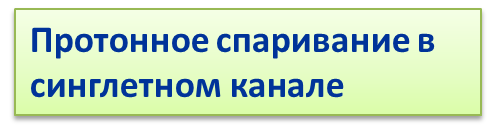 Протонное спаривание в
синглетном канале